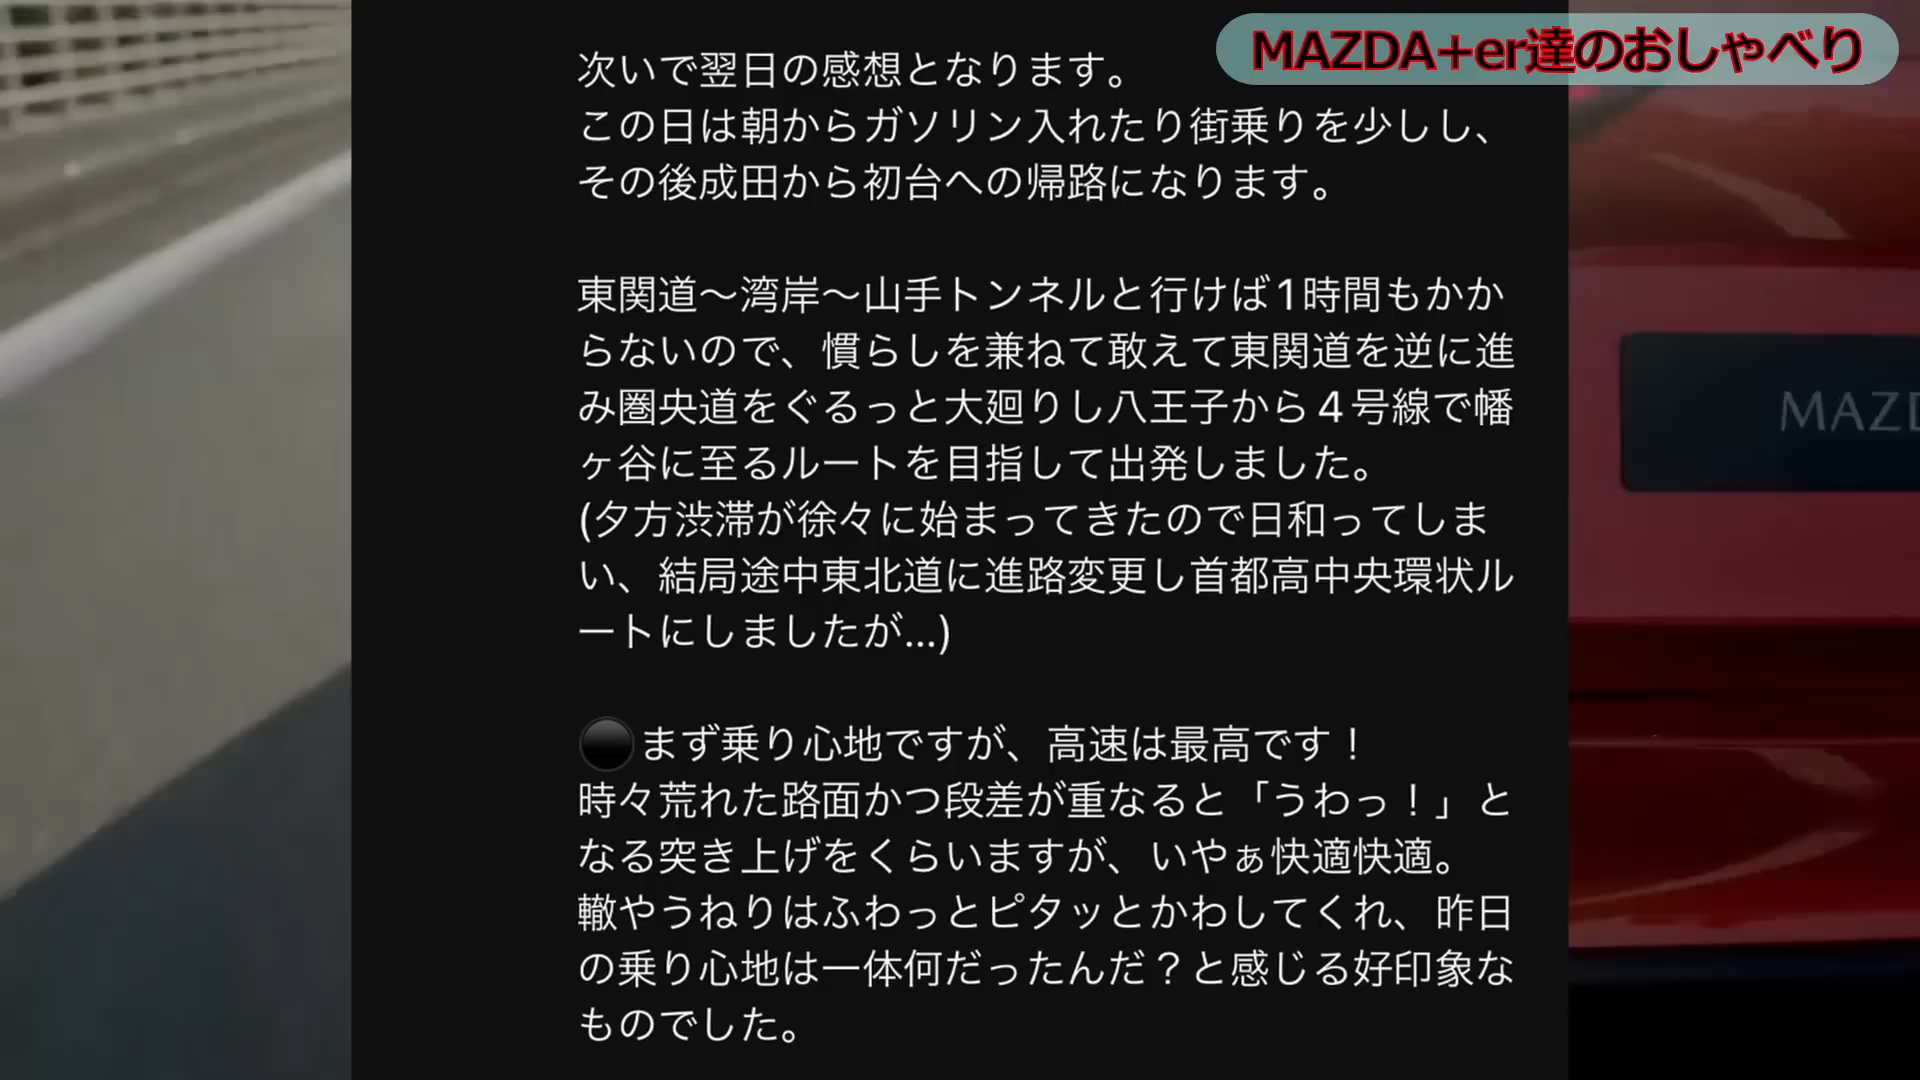 MAZDA+er達のおしゃべり
次いで翌日の感想となります。
この日は朝からガソリン入れたり街乗りを少しし、
その後成田から初台への帰路になります。
東関道〜湾岸〜山手トンネルと行けば1時間もかか
らないので、慣らしを兼ねて敢えて東関道を逆に進
み圏央道をぐるっと大廻りし八王子から4号線で幡
ヶ谷に至るルートを目指して出発しました。
(夕方渋滞が徐々に始まってきたので日和ってしま
い、結局途中東北道に進路変更し首都高中央環状ル
ートにしましたが...)
●まず乗り心地ですが、高速は最高です！
時々荒れた路面かつ段差が重なると「うわっ！」と
なる突き上げをくらいますが、いやぁ快適快適。
轍やうねりはふわっとピタッとかわしてくれ、昨日
の乗り心地は一体何だったんだ？と感じる好印象な
ものでした。
MAZD